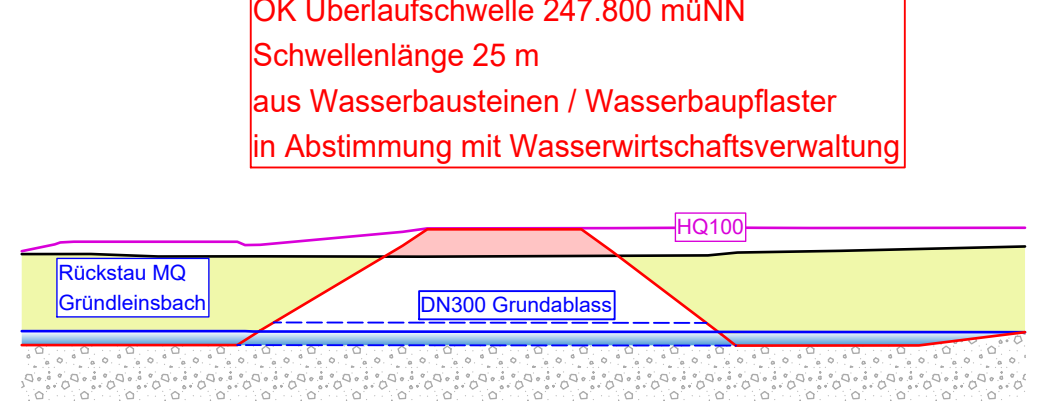 OK Überlaufschwelle 247.800 müNN
Schwellenlänge 25 m
aus Wasserbausteinen / Wasserbaupflaster
in Abstimmung mit Wasserwirtschaftsverwaltung
HQ100
Rückstau MQ
Gründleinsbach
DN300 Grundablass